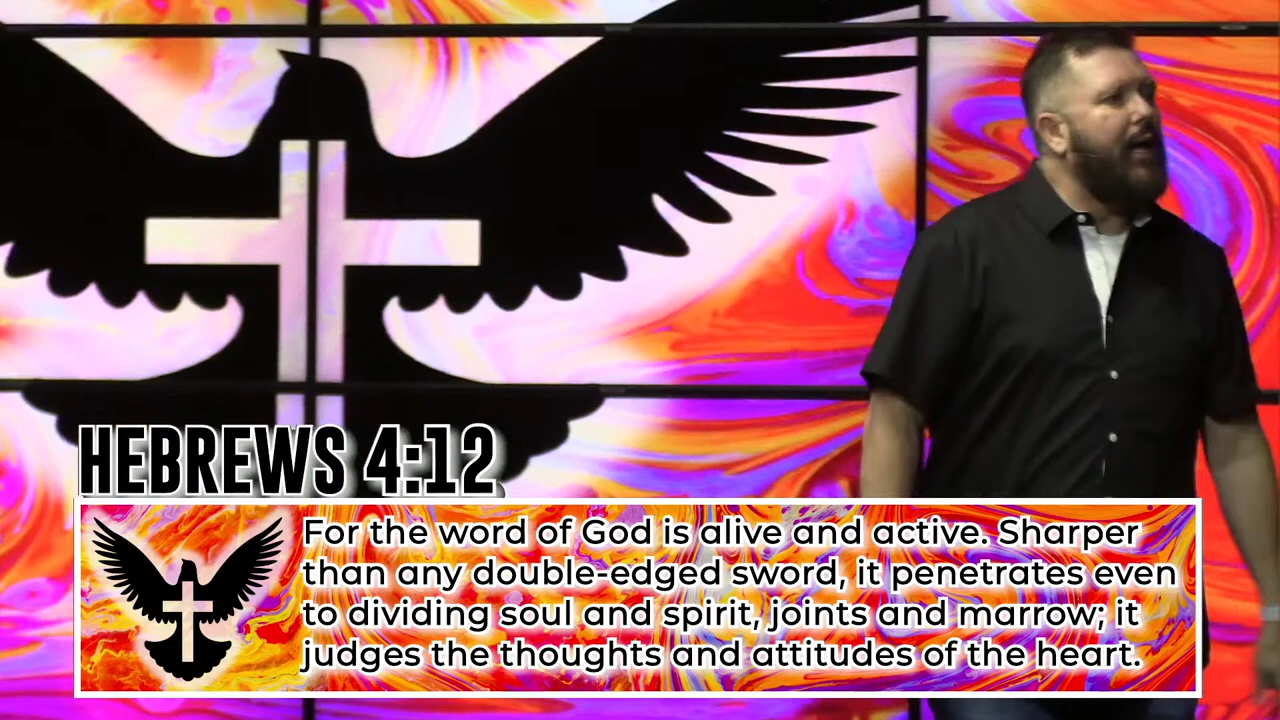 HEBREWS 4:12
For the word of God is alive and active. Sharper
than any double-edged sword, it penetrates even
to dividing soul and spirit, joints and marrow; it
judges the thoughts and attitudes of the heart.